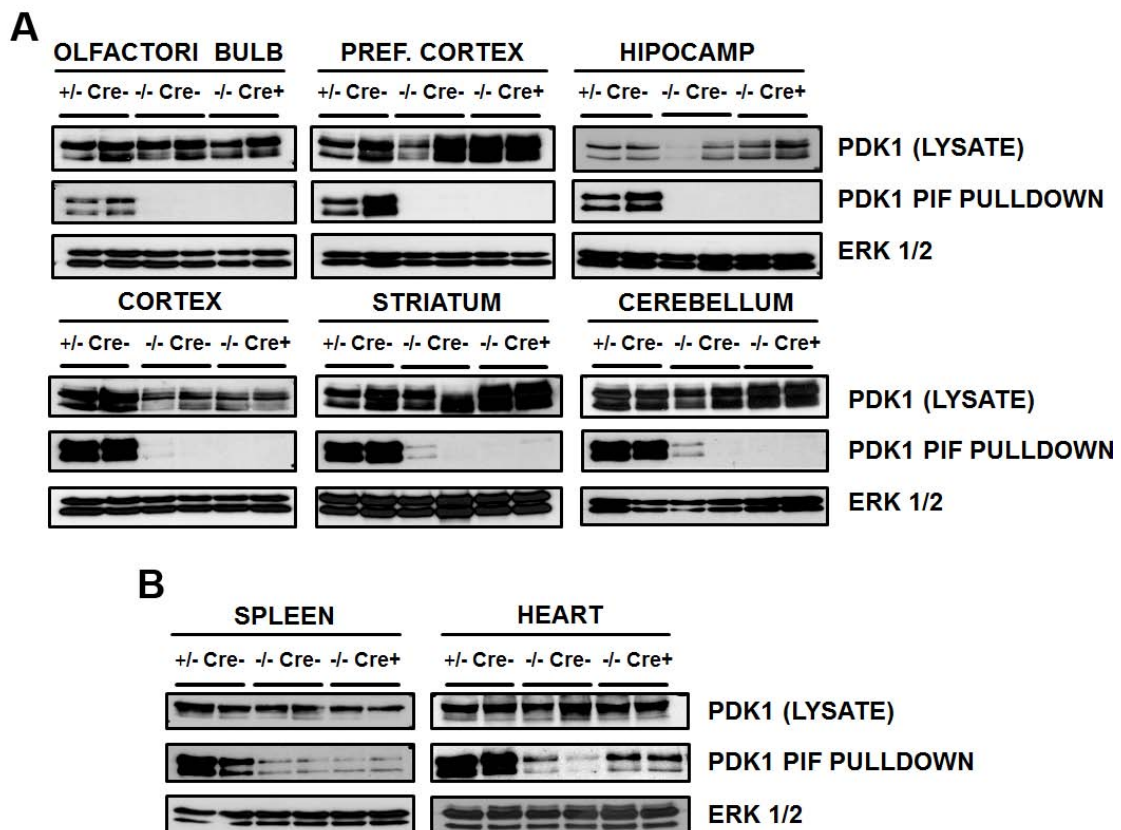 A
OLFACTORI BULB PREF. CORTEX HIPOCAMP
+/- Cre- -/- Cre- -/- Cre+ +/- Cre- -/- Cre- -/- Cre+ +/- Cre- -/- Cre- -/- Cre+
PDK1 (LYSATE)
PDK1 PIF PULLDOWN
ERK 1/2
CORTEX STRIATUM CEREBELLUM
+/- Cre- -/- Cre- -/- Cre+ +/- Cre- -/- Cre- -/- Cre+ +/- Cre- -/- Cre- -/- Cre+
PDK1 (LYSATE)
PDK1 PIF PULLDOWN
ERK 1/2
B
SPLEEN HEART
+/- Cre- -/- Cre- -/- Cre+ +/- Cre- -/- Cre- -/- Cre+
PDK1 (LYSATE)
PDK1 PIF PULLDOWN
ERK 1/2